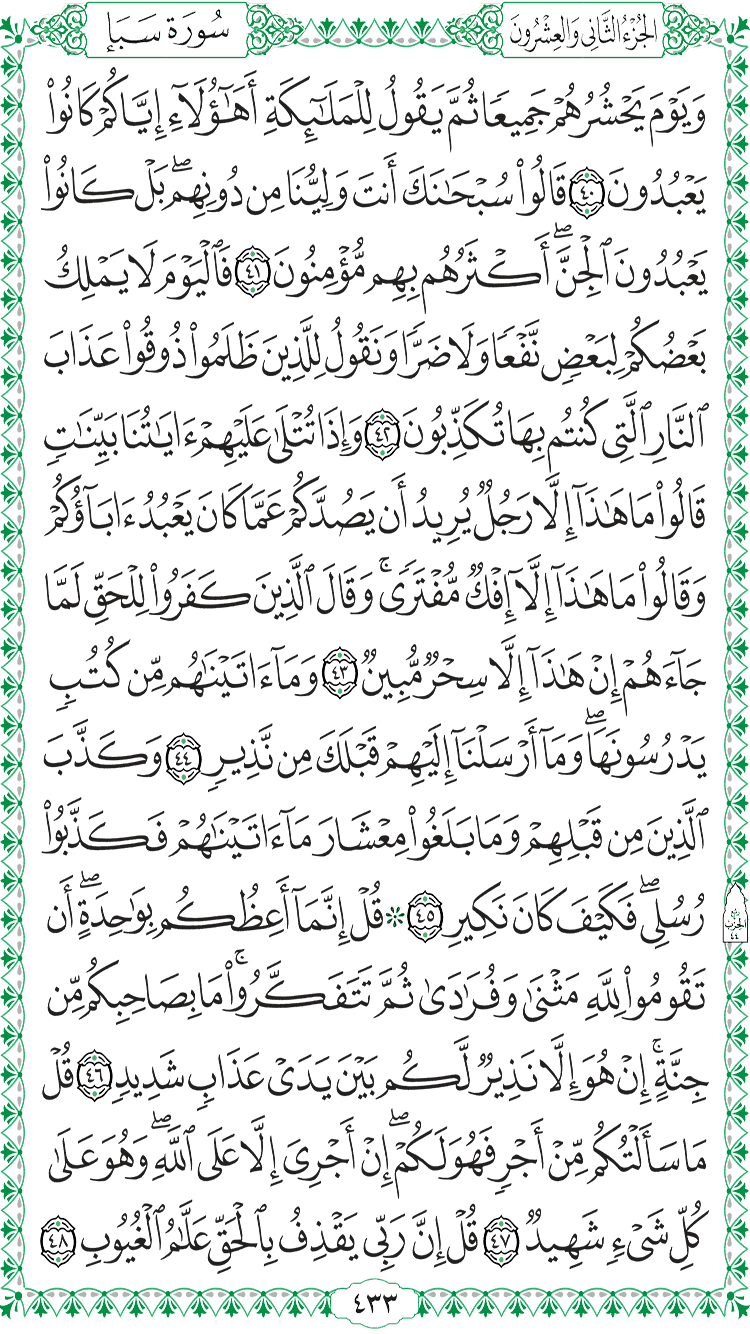 الجُزْءُ الثَّانِي وَالعِشْرُونَ
سُورَةُ سَبَإٍ
وَيَوْمَ يَحْشُرُهُمْ جَمِيعًا ثُمَّ يَقُولُ لِلْمَلَٰٓئِكَةِ أَهَٰٓؤُلَآءِ إِيَّاكُمْ كَانُوا۟
يَعْبُدُونَ ٤٠ قَالُوا۟ سُبْحَٰنَكَ أَنتَ وَلِيُّنَا مِن دُونِهِم ۖ بَلْ كَانُوا۟
يَعْبُدُونَ ٱلْجِنَّ ۖ أَكْثَرُهُم بِهِم مُّؤْمِنُونَ ٤١ فَٱلْيَوْمَ لَا يَمْلِكُ
بَعْضُكُمْ لِبَعْضٍ نَّفْعًا وَلَا ضَرًّا وَنَقُولُ لِلَّذِينَ ظَلَمُوا۟ ذُوقُوا۟ عَذَابَ
ٱلنَّارِ ٱلَّتِى كُنتُم بِهَا تُكَذِّبُونَ ٤٢ وَإِذَا تُتْلَىٰ عَلَيْهِمْ ءَايَٰتُنَا بَيِّنَٰتٍ
قَالُوا۟ مَا هَٰذَآ إِلَّا رَجُلٌ يُرِيدُ أَن يَصُدَّكُمْ عَمَّا كَانَ يَعْبُدُ ءَابَآؤُكُمْ
وَقَالُوا۟ مَا هَٰذَآ إِلَّآ إِفْكٌ مُّفْتَرًى ۚ وَقَالَ ٱلَّذِينَ كَفَرُوا۟ لِلْحَقِّ لَمَّا
جَآءَهُمْ إِنْ هَٰذَآ إِلَّا سِحْرٌ مُّبِينٌ ٤٣ وَمَآ ءَاتَيْنَٰهُم مِّن كُتُبٍ
يَدْرُسُونَهَا ۖ وَمَآ أَرْسَلْنَآ إِلَيْهِمْ قَبْلَكَ مِن نَّذِيرٍ ٤٤ وَكَذَّبَ
ٱلَّذِينَ مِن قَبْلِهِمْ وَمَا بَلَغُوا۟ مِعْشَارَ مَآ ءَاتَيْنَٰهُمْ فَكَذَّبُوا۟
رُسُلِى ۖ فَكَيْفَ كَانَ نَكِيرِ ٤٥ ۞ قُلْ إِنَّمَآ أَعِظُكُم بِوَٰحِدَةٍ ۖ أَن
الحِزْب
٤٤
تَقُومُوا۟ لِلَّهِ مَثْنَىٰ وَفُرَٰدَىٰ ثُمَّ تَتَفَكَّرُوا۟ ۚ مَا بِصَاحِبِكُم مِّن
جِنَّةٍ ۚ إِنْ هُوَ إِلَّا نَذِيرٌ لَّكُم بَيْنَ يَدَىْ عَذَابٍ شَدِيدٍ ٤٦ قُلْ
مَا سَأَلْتُكُم مِّنْ أَجْرٍ فَهُوَ لَكُمْ ۖ إِنْ أَجْرِىَ إِلَّا عَلَى ٱللَّهِ ۖ وَهُوَ عَلَىٰ
كُلِّ شَىْءٍ شَهِيدٌ ٤٧ قُلْ إِنَّ رَبِّى يَقْذِفُ بِٱلْحَقِّ عَلَّٰمُ ٱلْغُيُوبِ ٤٨
٤٣٣